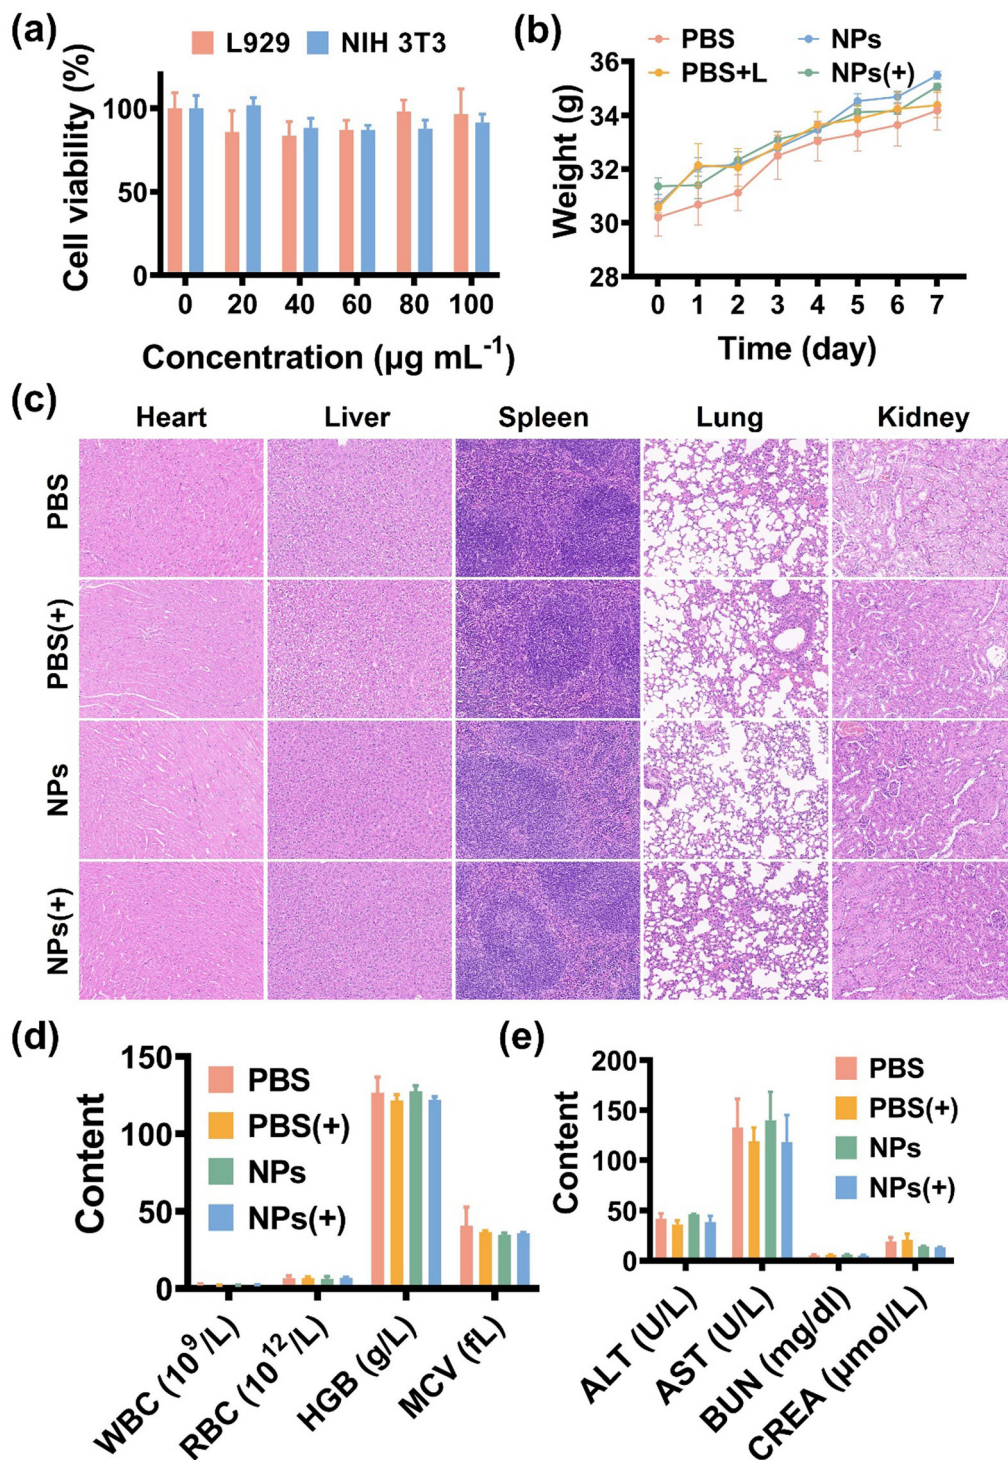 (a)
L929 NIH 3T3
Cell viability (%)
100
50
0
0 20 40 60 80 100
Concentration (µg mL⁻¹)
(b)
PBS NPs
PBS+L NPs(+)
Weight (g)
36
34
32
30
28
0 1 2 3 4 5 6 7
Time (day)
(c)
Heart Liver Spleen Lung Kidney
PBS
PBS(+)
NPs
NPs(+)
(d)
Content
150
100
50
0
PBS
PBS(+)
NPs
NPs(+)
WBC (10⁹/L)
RBC (10¹²/L)
HGB (g/L)
MCV (fL)
(e)
Content
200
150
100
50
0
PBS
PBS(+)
NPs
NPs(+)
ALT (U/L)
AST (U/L)
BUN (mg/dl)
CREA (µmol/L)